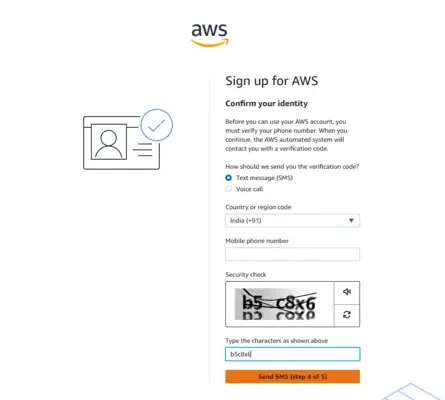 aws
Sign up for AWS
Confirm your identity
Before you can use your AWS account, you
must verify your phone number. When you
continue, the AWS automated system will
contact you with a verification code.
How should we send you the verification code?
Text message (SMS)
Voice call
Country or region code
India (+91)
Mobile phone number
Security check
b5 c8x6
Type the characters as shown above
b5c8x6
Send SMS (step 4 of 5)